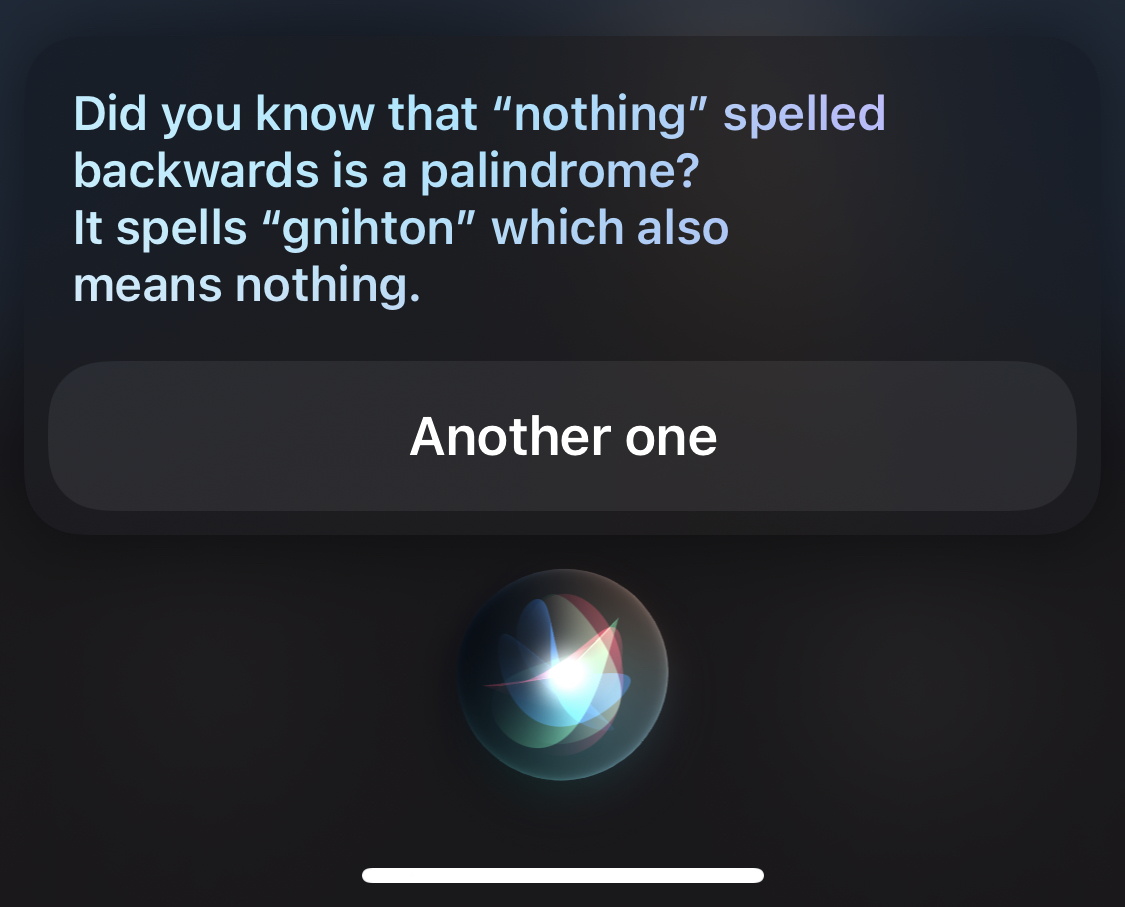 Did you know that “nothing” spelled
backwards is a palindrome?
It spells “gnihton” which also
means nothing.
Another one